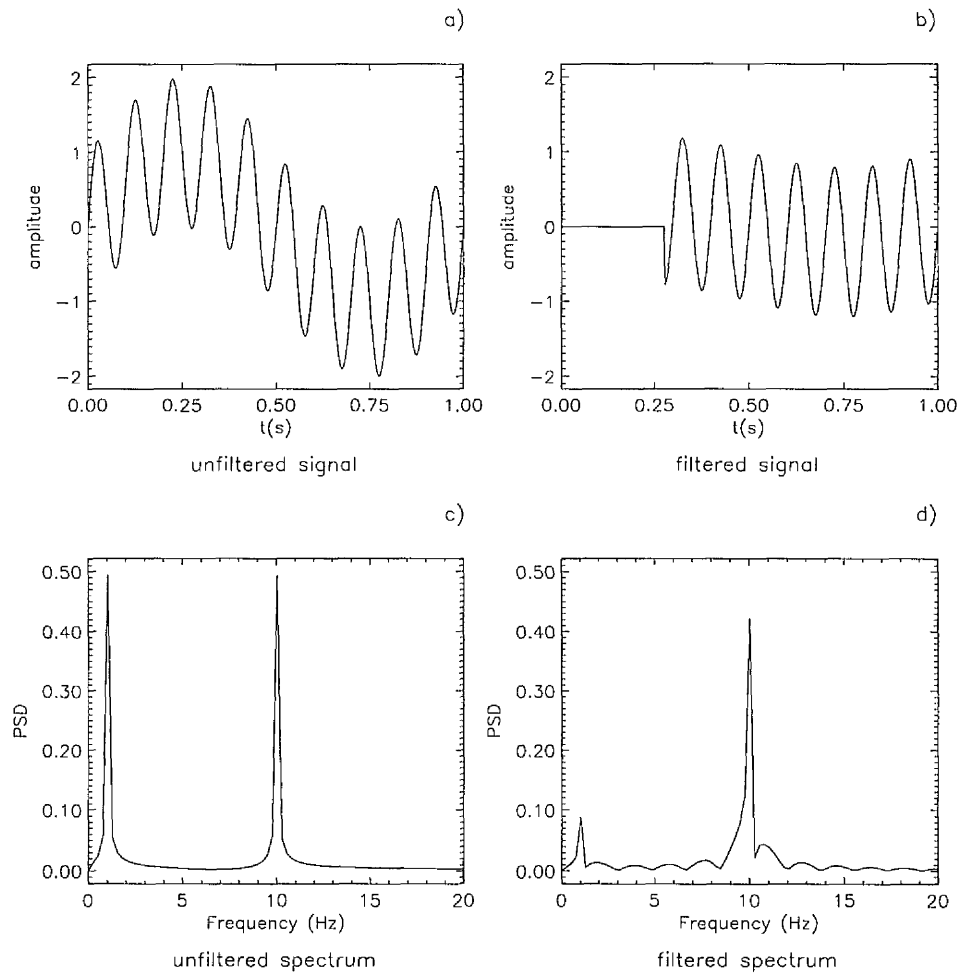 a)
amplitude
2
1
0
−1
−2
0.00 0.25 0.50 0.75 1.00
t(s)
unfiltered signal
b)
amplitude
2
1
0
−1
−2
0.00 0.25 0.50 0.75 1.00
t(s)
filtered signal
c)
PSD
0.50
0.40
0.30
0.20
0.10
0.00
0 5 10 15 20
Frequency (Hz)
unfiltered spectrum
d)
PSD
0.50
0.40
0.30
0.20
0.10
0.00
0 5 10 15 20
Frequency (Hz)
filtered spectrum